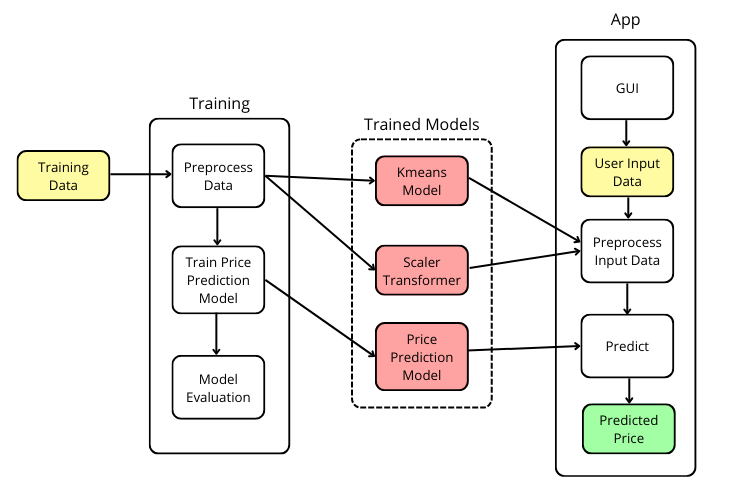 App
Training
Trained Models
GUI
Training
Data
Preprocess
Data
Kmeans
Model
User Input
Data
Train Price
Prediction
Model
Scaler
Transformer
Preprocess
Input Data
Model
Evaluation
Price
Prediction
Model
Predict
Predicted
Price